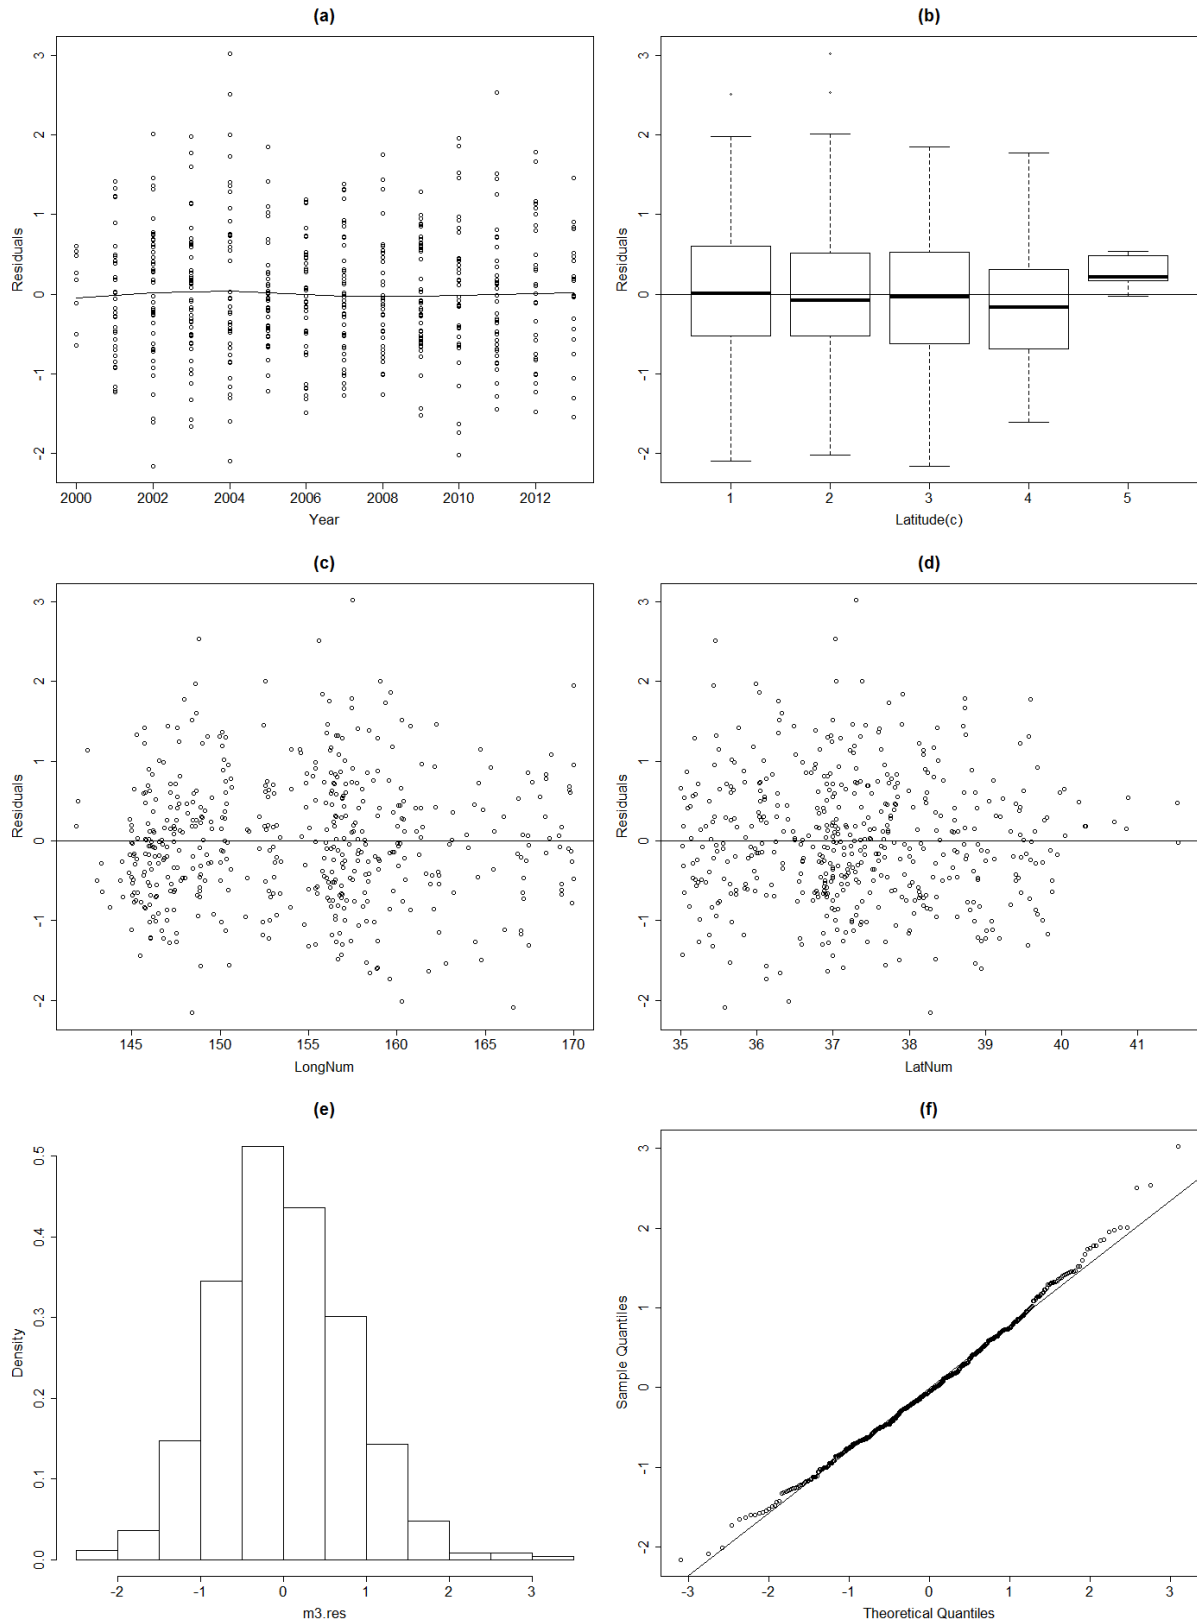 (a)
3
2
1
0
-1
-2
Residuals
2000 2002 2004 2006 2008 2010 2012
Year
(b)
3
2
1
0
-1
-2
Residuals
1 2 3 4 5
Latitude(c)
(c)
3
2
1
0
-1
-2
Residuals
145 150 155 160 165 170
LongNum
(d)
3
2
1
0
-1
-2
Residuals
35 36 37 38 39 40 41
LatNum
(e)
0.5
0.4
0.3
0.2
0.1
0.0
Density
-2 -1 0 1 2 3
m3.res
(f)
3
2
1
0
-1
-2
Sample Quantiles
-3 -2 -1 0 1 2 3
Theoretical Quantiles